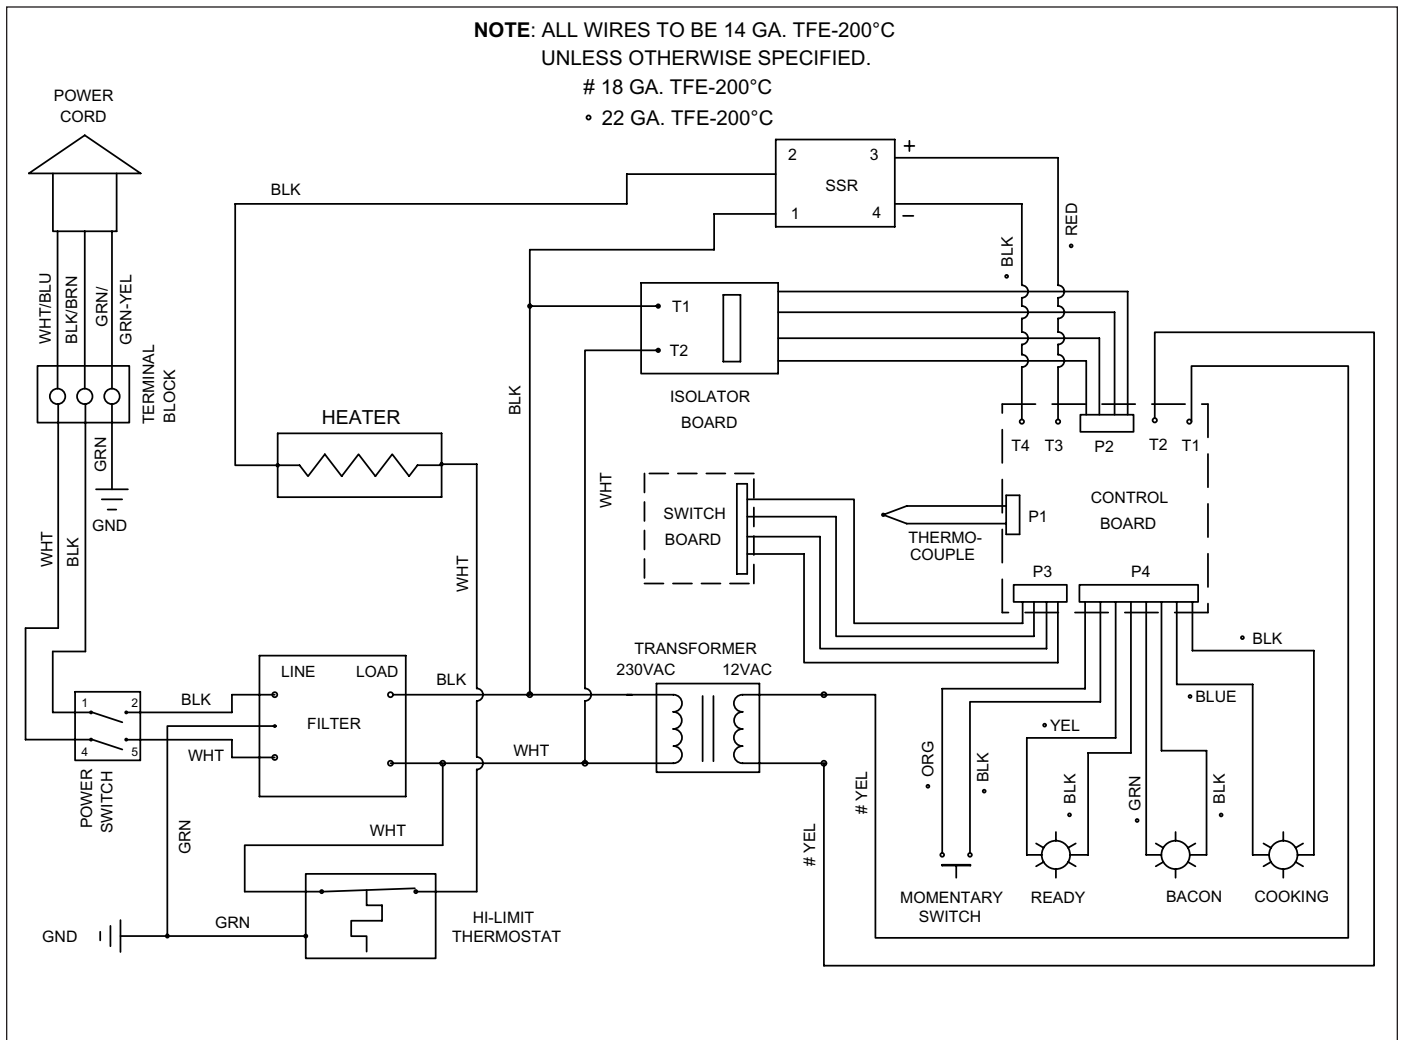 NOTE: ALL WIRES TO BE 14 GA. TFE-200°C
UNLESS OTHERWISE SPECIFIED.
# 18 GA. TFE-200°C
∘ 22 GA. TFE-200°C
POWER
CORD
WHT/BLU
BLK/BRN
GRN/
GRN-YEL
TERMINAL
BLOCK
GRN
GND
WHT
BLK
BLK
2
3
SSR
1
4
+
–
• BLK
• RED
T1
T2
ISOLATOR
BOARD
BLK
WHT
HEATER
WHT
SWITCH
BOARD
THERMO-
COUPLE
T4
T3
P2
T2
T1
P1
CONTROL
BOARD
P3
P4
1
2
4
5
POWER
SWITCH
BLK
WHT
LINE
LOAD
FILTER
BLK
WHT
TRANSFORMER
230VAC
12VAC
# YEL
# YEL
GRN
WHT
GND
GRN
HI-LIMIT
THERMOSTAT
• BLK
• BLUE
• YEL
• ORG
• BLK
• BLK
• GRN
• BLK
MOMENTARY
SWITCH
READY
BACON
COOKING